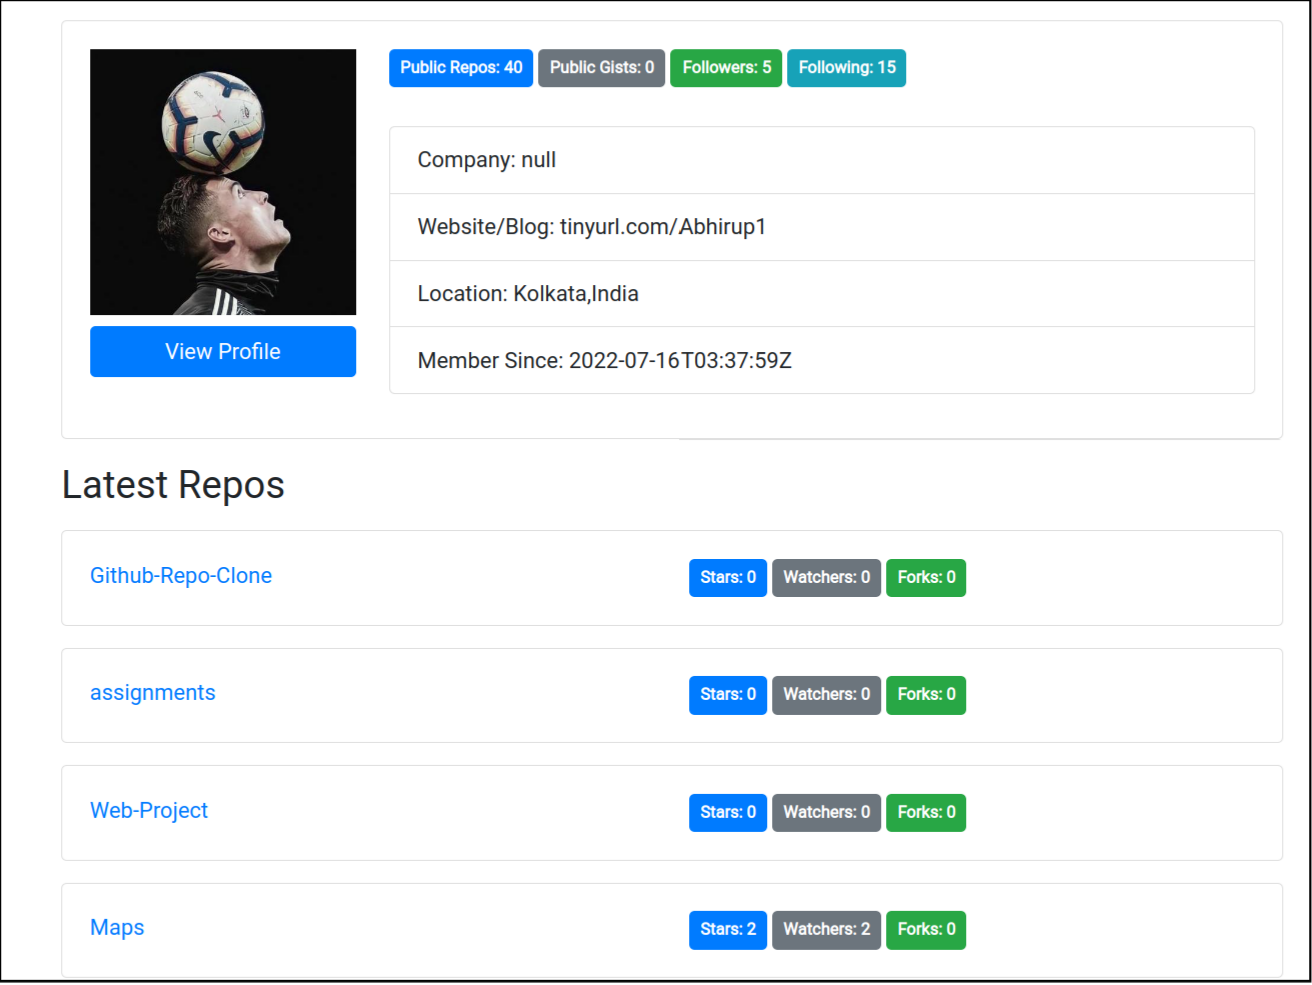 Public Repos: 40 Public Gists: 0 Followers: 5 Following: 15
Company: null
Website/Blog: tinyurl.com/Abhirup1
Location: Kolkata,India
Member Since: 2022-07-16T03:37:59Z
View Profile
Latest Repos
Github-Repo-Clone Stars: 0 Watchers: 0 Forks: 0
assignments Stars: 0 Watchers: 0 Forks: 0
Web-Project Stars: 0 Watchers: 0 Forks: 0
Maps Stars: 2 Watchers: 2 Forks: 0